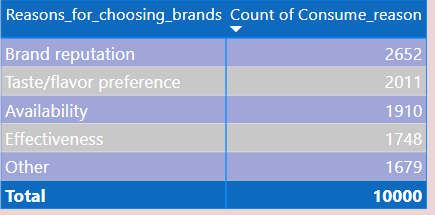 Reasons_for_choosing_brands Count of Consume_reason
Brand reputation 2652
Taste/flavor preference 2011
Availability 1910
Effectiveness 1748
Other 1679
Total 10000